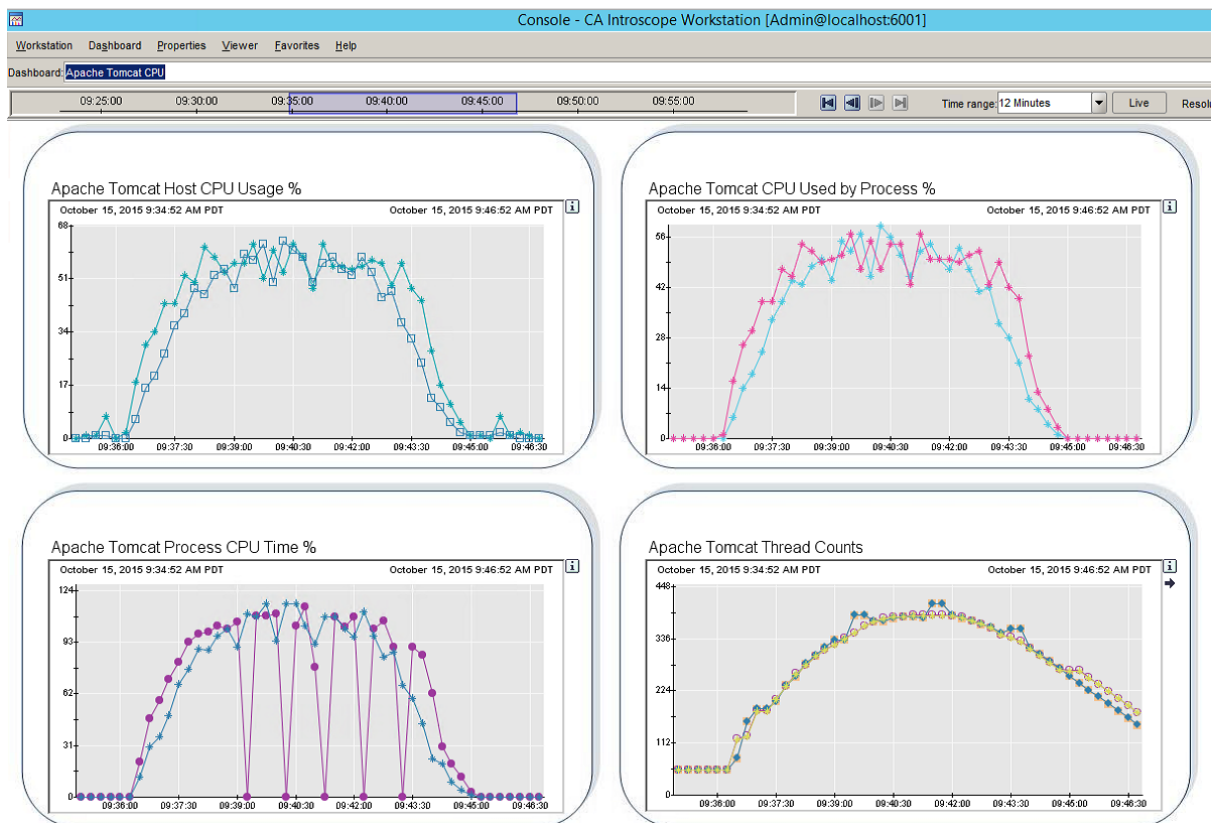 Console - CA Introscope Workstation [Admin@localhost:6001]
Workstation Dashboard Properties Viewer Favorites Help
Dashboard: Apache Tomcat CPU
09:25:00 09:30:00 09:35:00 09:40:00 09:45:00 09:50:00 09:55:00 Time range: 12 Minutes Live Resolu
Apache Tomcat Host CPU Usage %
October 15, 2015 9:34:52 AM PDT October 15, 2015 9:46:52 AM PDT
68
51
34
17
0
09:36:00 09:37:30 09:39:00 09:40:30 09:42:00 09:43:30 09:45:00 09:46:30
Apache Tomcat CPU Used by Process %
October 15, 2015 9:34:52 AM PDT October 15, 2015 9:46:52 AM PDT
56
42
28
14
0
09:36:00 09:37:30 09:39:00 09:40:30 09:42:00 09:43:30 09:45:00 09:46:30
Apache Tomcat Process CPU Time %
October 15, 2015 9:34:52 AM PDT October 15, 2015 9:46:52 AM PDT
124
93
62
31
0
09:36:00 09:37:30 09:39:00 09:40:30 09:42:00 09:43:30 09:45:00 09:46:30
Apache Tomcat Thread Counts
October 15, 2015 9:34:52 AM PDT October 15, 2015 9:46:52 AM PDT
448
336
224
112
0
09:36:00 09:37:30 09:39:00 09:40:30 09:42:00 09:43:30 09:45:00 09:46:30